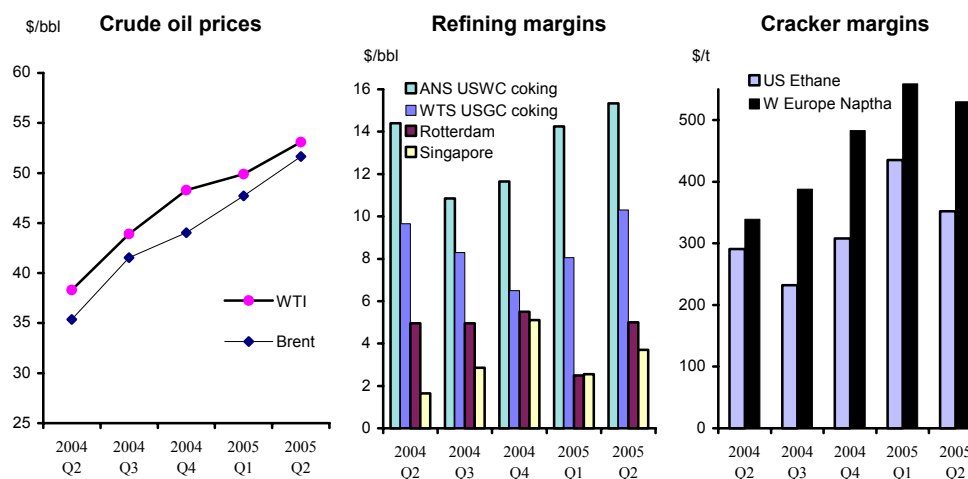 Crude oil prices
$/bbl
60
55
50
45
40
35
30
25
WTI
Brent
2004 2004 2004 2005 2005
Q2 Q3 Q4 Q1 Q2
Refining margins
$/bbl
ANS USWC coking
WTS USGC coking
Rotterdam
Singapore
16
14
12
10
8
6
4
2
0
2004 2004 2004 2005 2005
Q2 Q3 Q4 Q1 Q2
Cracker margins
$/t
US Ethane
W Europe Naptha
500
400
300
200
100
0
2004 2004 2004 2005 2005
Q2 Q3 Q4 Q1 Q2